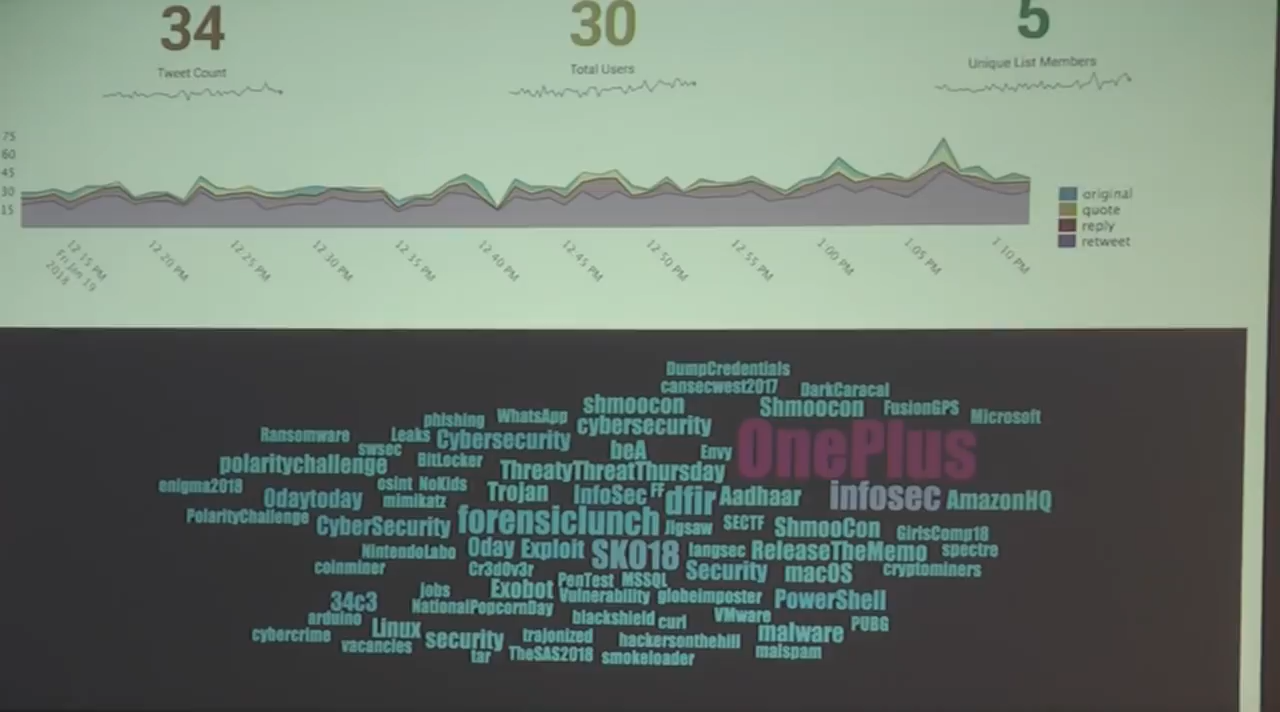 34
30
5
Tweet Count
Total Users
Unique List Members
75
60
45
30
15
original
quote
reply
retweet
12:15 PM
Fri Jan 19
2018
12:20 PM
12:25 PM
12:30 PM
12:35 PM
12:40 PM
12:45 PM
12:50 PM
12:55 PM
1:00 PM
1:05 PM
1:10 PM
DumpCredentials
cansecwest2017 DarkCaracal
shmoocon Shmoocon FusionGPS Microsoft
phishing WhatsApp cybersecurity
Ransomware Leaks Cybersecurity
swsec beA Envy OnePlus
polaritychallenge BitLocker ThreatyThreatThursday
enigma2018 osint NoKids Trojan InfoSec FF dfir Aadhaar infosec AmazonHQ
0daytoday mimikatz
PolarityChallenge CyberSecurity forensiclunch Jigsaw SECTF ShmooCon GirlsComp18
NintendoLabo 0day Exploit SKO18 langsec ReleaseTheMemo spectre
coinminer Cr3d0v3r Security macOS cryptominers
PenTest MSSQL
jobs Exobot Vulnerability globeimposter PowerShell
34c3 NationalPopcornDay
arduino blackshield curl VMware PUBG
cybercrime Linux security trojonized hackersonthehill malware
vacancies tar TheSAS2018 smokeloader malspam